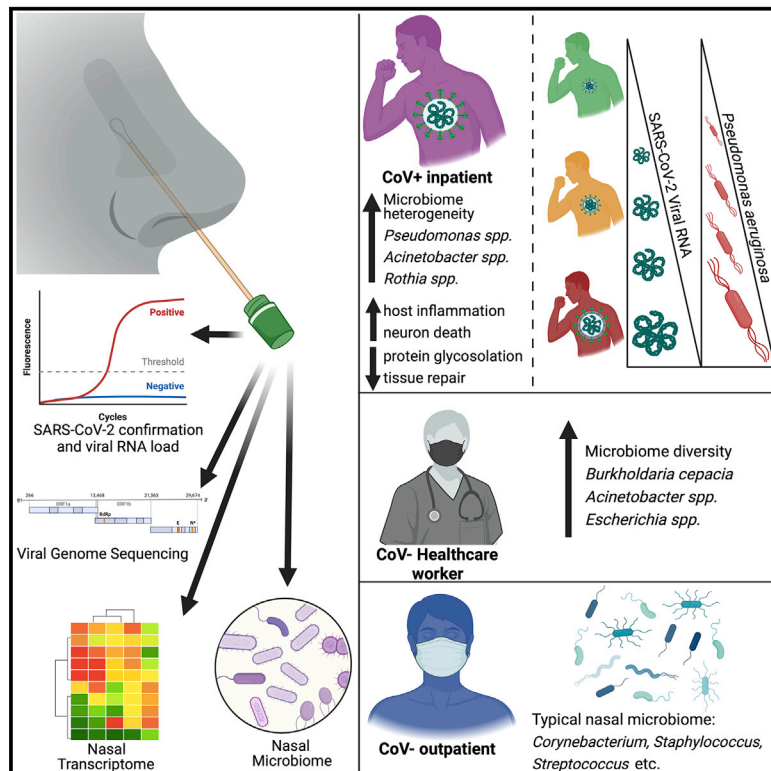 Fluorescence
Positive
Threshold
Negative
Cycles
SARS-CoV-2 confirmation
and viral RNA load
266
13,468
21,563
29,674
5'
3'
ORF1a
ORF1b
RdRp
E
N*
Viral Genome Sequencing
Nasal
Transcriptome
Nasal
Microbiome
CoV+ inpatient
Microbiome
heterogeneity
Pseudomonas spp.
Acinetobacter spp.
Rothia spp.
host inflammation
neuron death
protein glycosolation
tissue repair
SARS-CoV-2 Viral RNA
Pseudomonas aeruginosa
CoV- Healthcare
worker
Microbiome diversity
Burkholdaria cepacia
Acinetobacter spp.
Escherichia spp.
CoV- outpatient
Typical nasal microbiome:
Corynebacterium, Staphylococcus,
Streptococcus etc.